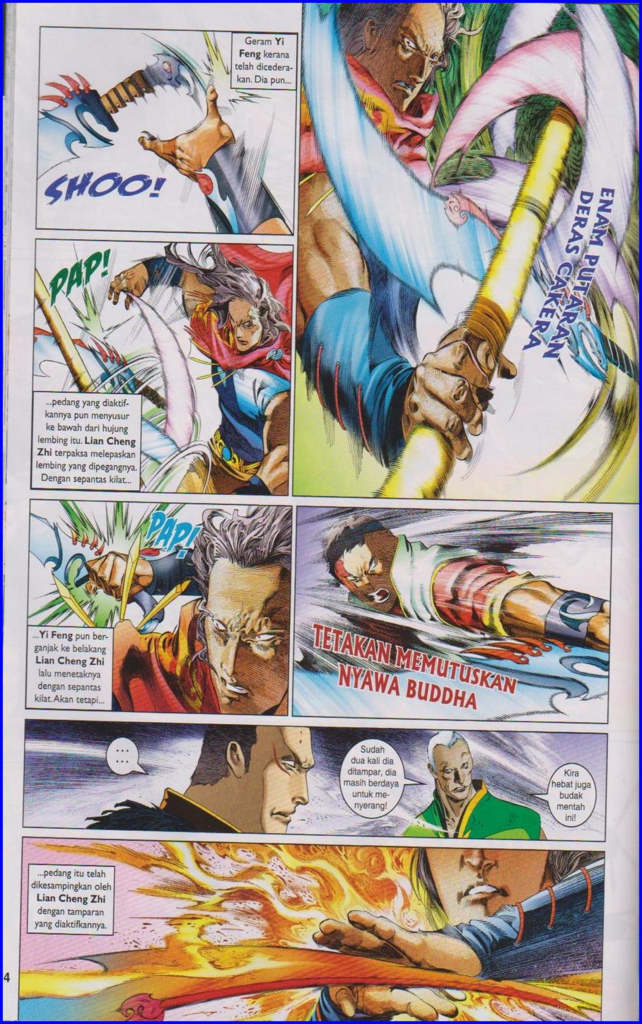 Geram Yi
Feng kerana
telah dicedera-
kan. Dia pun...
SHOO!
ENAM PUTARAN
DERAS CAKERA
PAP!
...pedang yang diaktif-
kannya pun menyusur
ke bawah dari hujung
lembing itu. Lian Cheng
Zhi terpaksa melepaskan
lembing yang dipegangnya.
Dengan sepantas kilat...
PAP!
...Yi Feng pun ber-
ganjak ke belakang
Lian Cheng Zhi
lalu menetaknya
dengan sepantas
kilat. Akan tetapi...
TETAKAN MEMUTUSKAN
NYAWA BUDDHA
...
...
Sudah
dua kali dia
ditampar, dia
masih berdaya
untuk me-
nyerang!
Kira
hebat juga
budak
mentah
ini!
...pedang itu telah
dikesampingkan oleh
Lian Cheng Zhi
dengan tamparan
yang diaktifkannya.
4